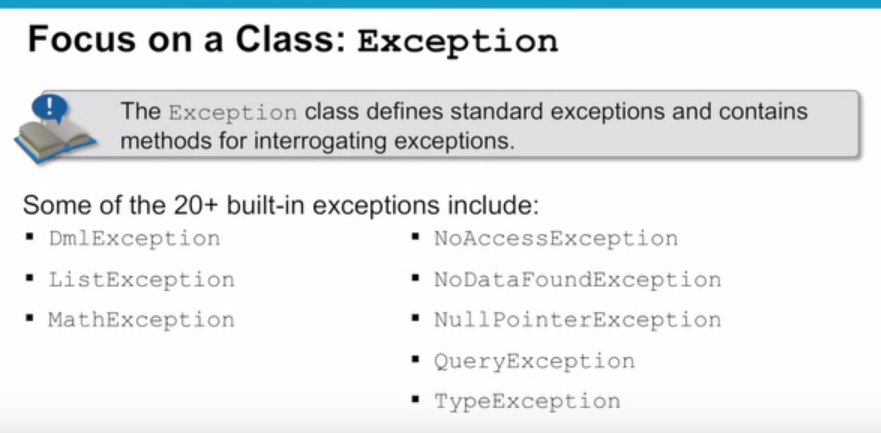 Focus on a Class: Exception
!
The Exception class defines standard exceptions and contains
methods for interrogating exceptions.
Some of the 20+ built-in exceptions include:
▪ DmlException
▪ ListException
▪ MathException
▪ NoAccessException
▪ NoDataFoundException
▪ NullPointerException
▪ QueryException
▪ TypeException